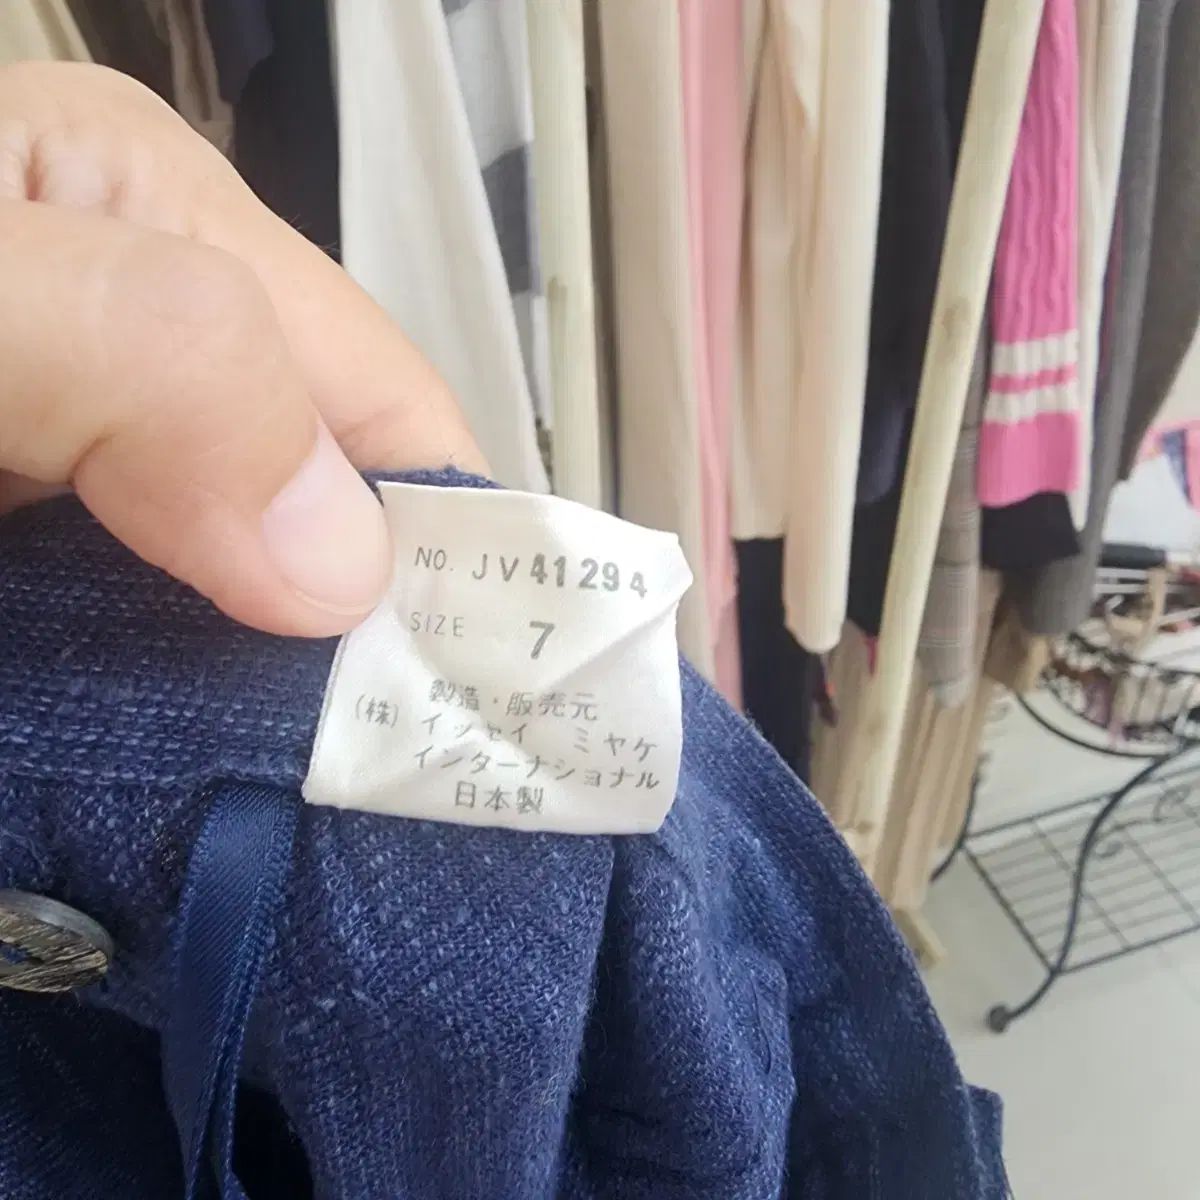 NO. JV41294
SIZE 7
製造・販売元
(株) イッセイ ミヤケ
インターナショナル
日本製